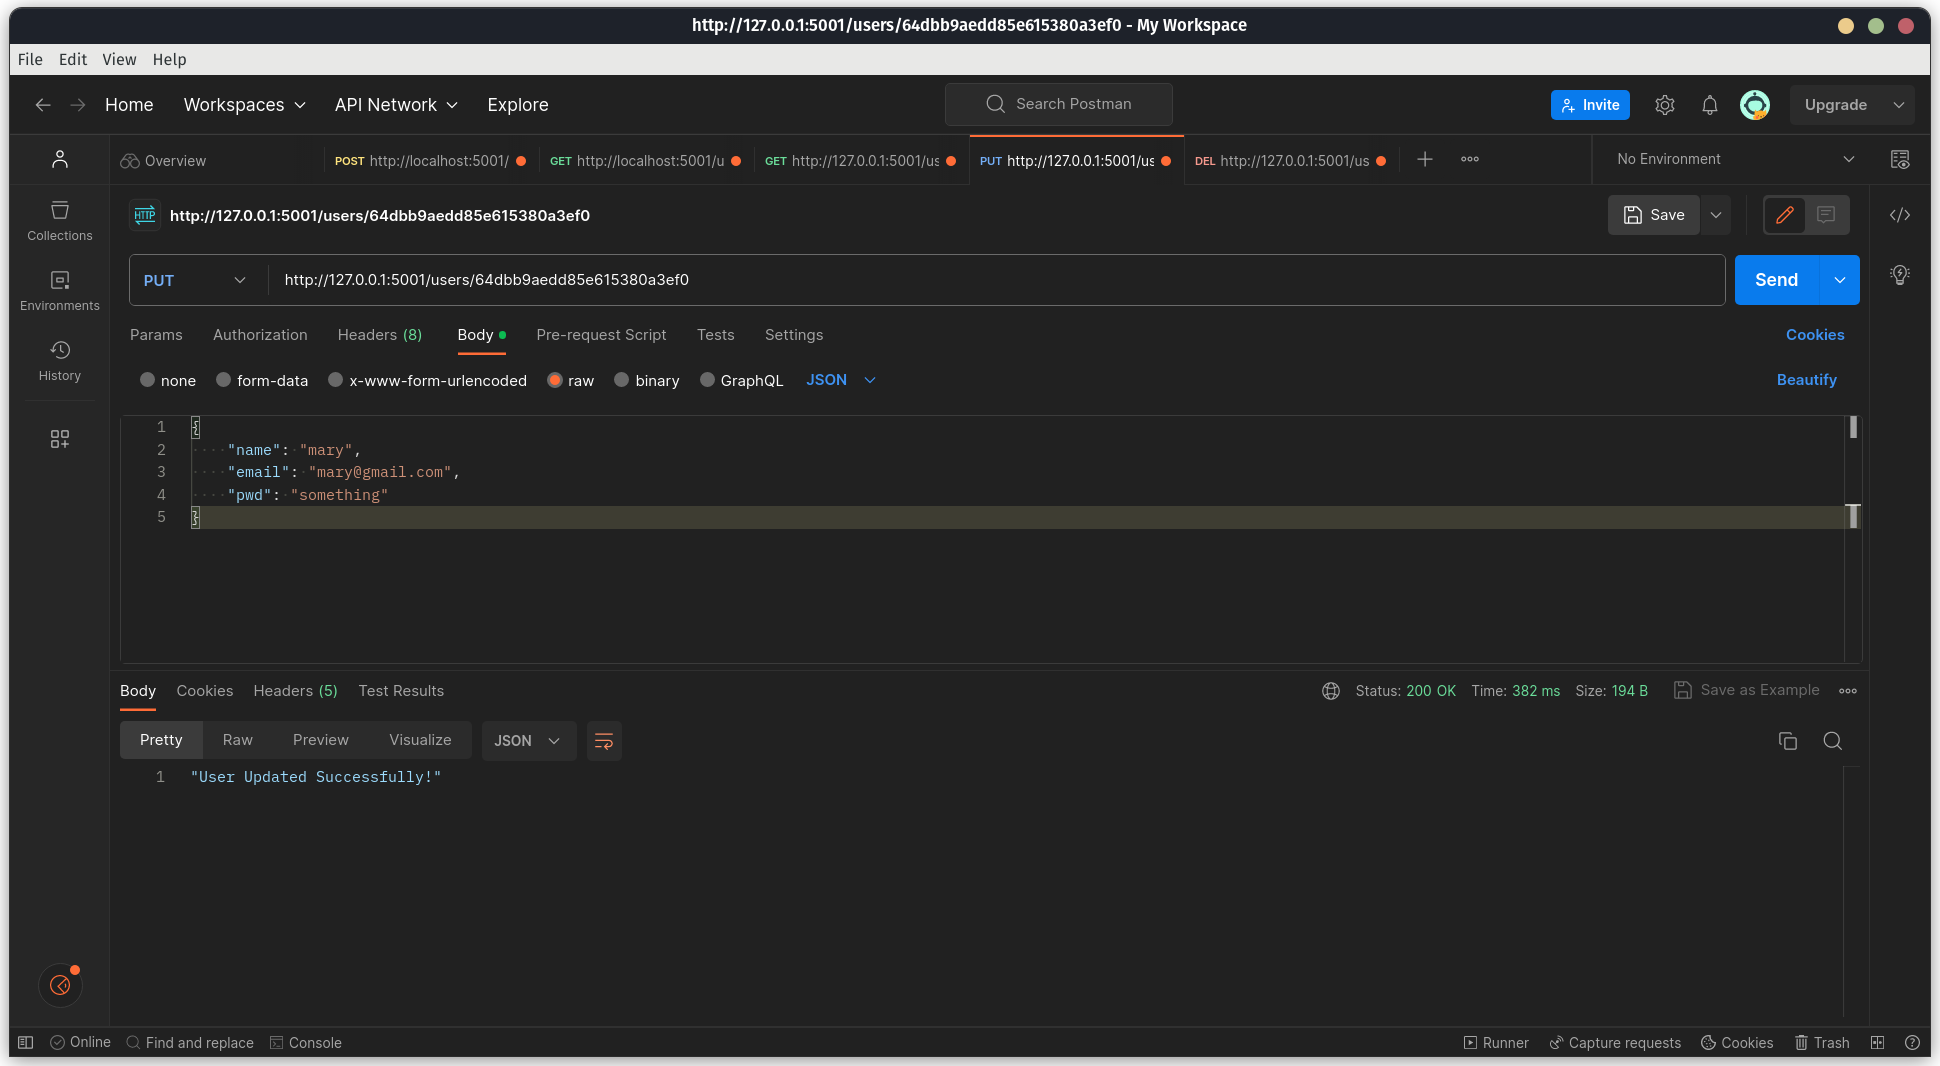 http://127.0.0.1:5001/users/64dbb9aedd85e615380a3ef0 - My Workspace
File Edit View Help
Home Workspaces API Network Explore Search Postman Invite Upgrade
Overview POST http://localhost:5001/ GET http://localhost:5001/u GET http://127.0.0.1:5001/us PUT http://127.0.0.1:5001/us DEL http://127.0.0.1:5001/us No Environment
HTTP http://127.0.0.1:5001/users/64dbb9aedd85e615380a3ef0 Save
Collections
PUT http://127.0.0.1:5001/users/64dbb9aedd85e615380a3ef0 Send
Environments
Params Authorization Headers (8) Body Pre-request Script Tests Settings Cookies
History
none form-data x-www-form-urlencoded raw binary GraphQL JSON Beautify
1 {
2 "name": "mary",
3 "email": "mary@gmail.com",
4 "pwd": "something"
5 }
Body Cookies Headers (5) Test Results Status: 200 OK Time: 382 ms Size: 194 B Save as Example
Pretty Raw Preview Visualize JSON
1 "User Updated Successfully!"
Online Find and replace Console Runner Capture requests Cookies Trash